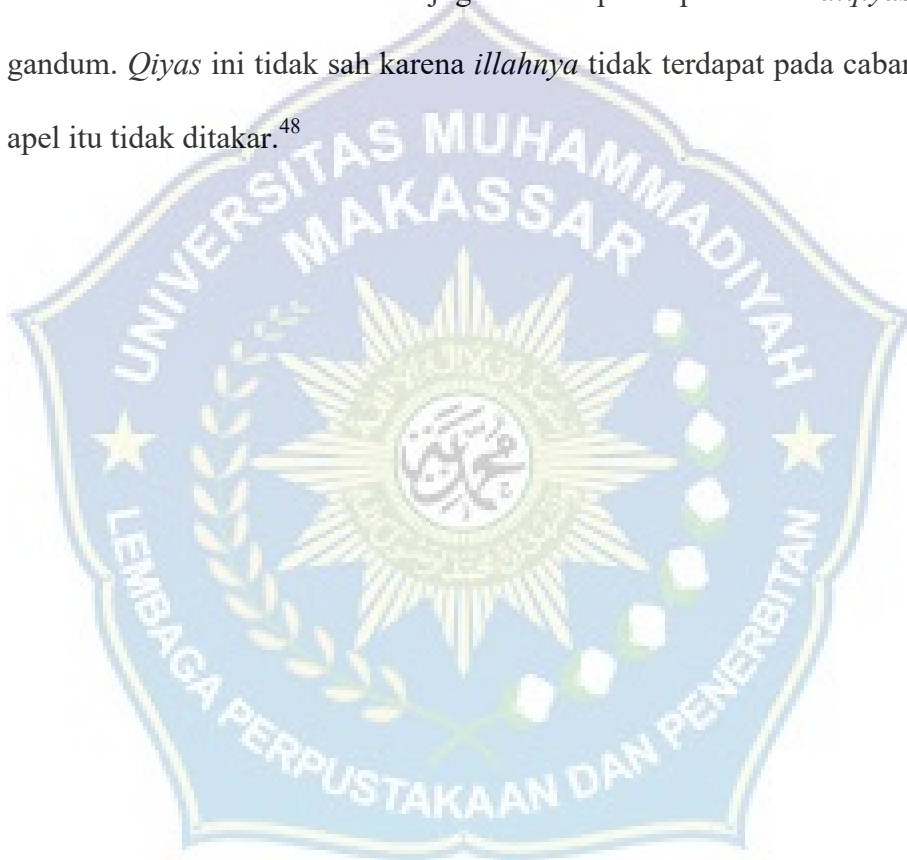 gandum. Qiyas ini tidak sah karena illahnya tidak terdapat pada
apel itu tidak ditakar.48
UNIVERSITAS MUHAMMADIYAH
MAKASSAR
LEMBAGA PERPUSTAKAAN DAN PENERBITAN